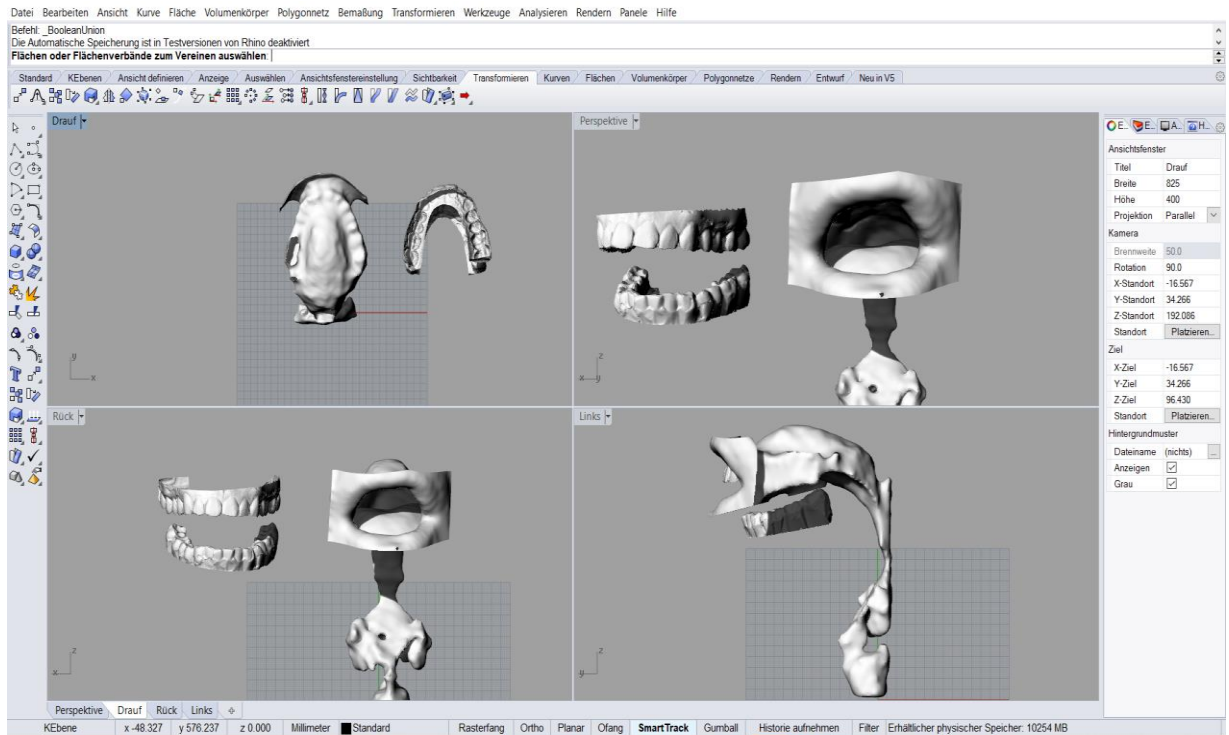 Datei Bearbeiten Ansicht Kurve Fläche Volumenkörper Polygonnetz Bemaßung Transformieren Werkzeuge Analysieren Rendern Panele Hilfe
Befehl: _BooleanUnion
Die Automatische Speicherung ist in Testversionen von Rhino deaktiviert
Flächen oder Flächenverbände zum Vereinen auswählen:
Standard KEbenen Ansicht definieren Anzeige Auswählen Ansichtsfenstereinstellung Sichtbarkeit Transformieren Kurven Flächen Volumenkörper Polygonnetze Rendern Entwurf Neu in V5
Drauf
Perspektive
E... E... A... H...
Ansichtsfenster
Titel Drauf
Breite 825
Höhe 400
Projektion Parallel
Kamera
Brennweite 50.0
Rotation 90.0
X-Standort -16.567
Y-Standort 34.266
Z-Standort 192.086
Standort Platzieren...
Ziel
X-Ziel -16.567
Y-Ziel 34.266
Z-Ziel 96.430
Standort Platzieren...
Hintergrundmuster
Dateiname (nichts) ...
Anzeigen
Grau
y
x
z
x y
Rück
Links
z
x
z
y
Perspektive Drauf Rück Links
KEbene x -48.327 y 576.237 z 0.000 Millimeter Standard Rasterfang Ortho Planar Ofang SmartTrack Gumball Historie aufnehmen Filter Erhältlicher physischer Speicher: 10254 MB